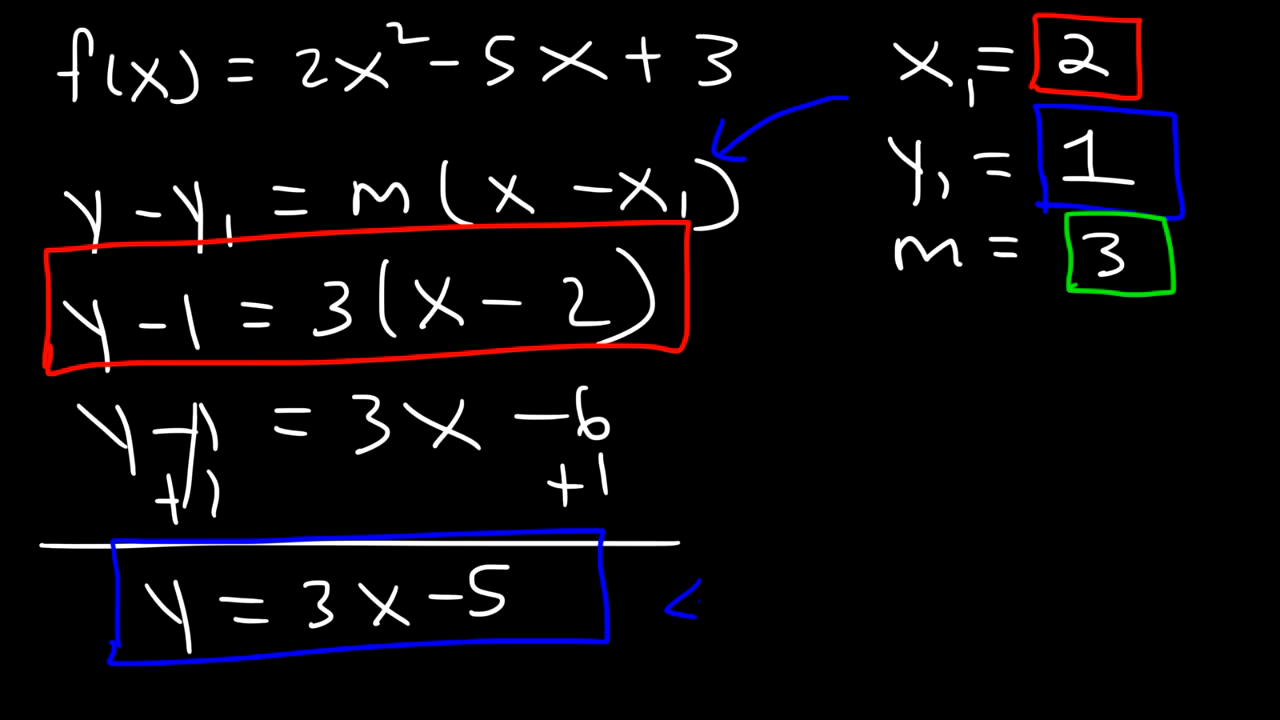 f(x) = 2x² - 5x + 3
y - y₁ = m(x - x₁)
y - 1 = 3(x - 2)
y - 1 = 3x - 6
+1 +1
y = 3x - 5
x₁ = 2
y₁ = 1
m = 3